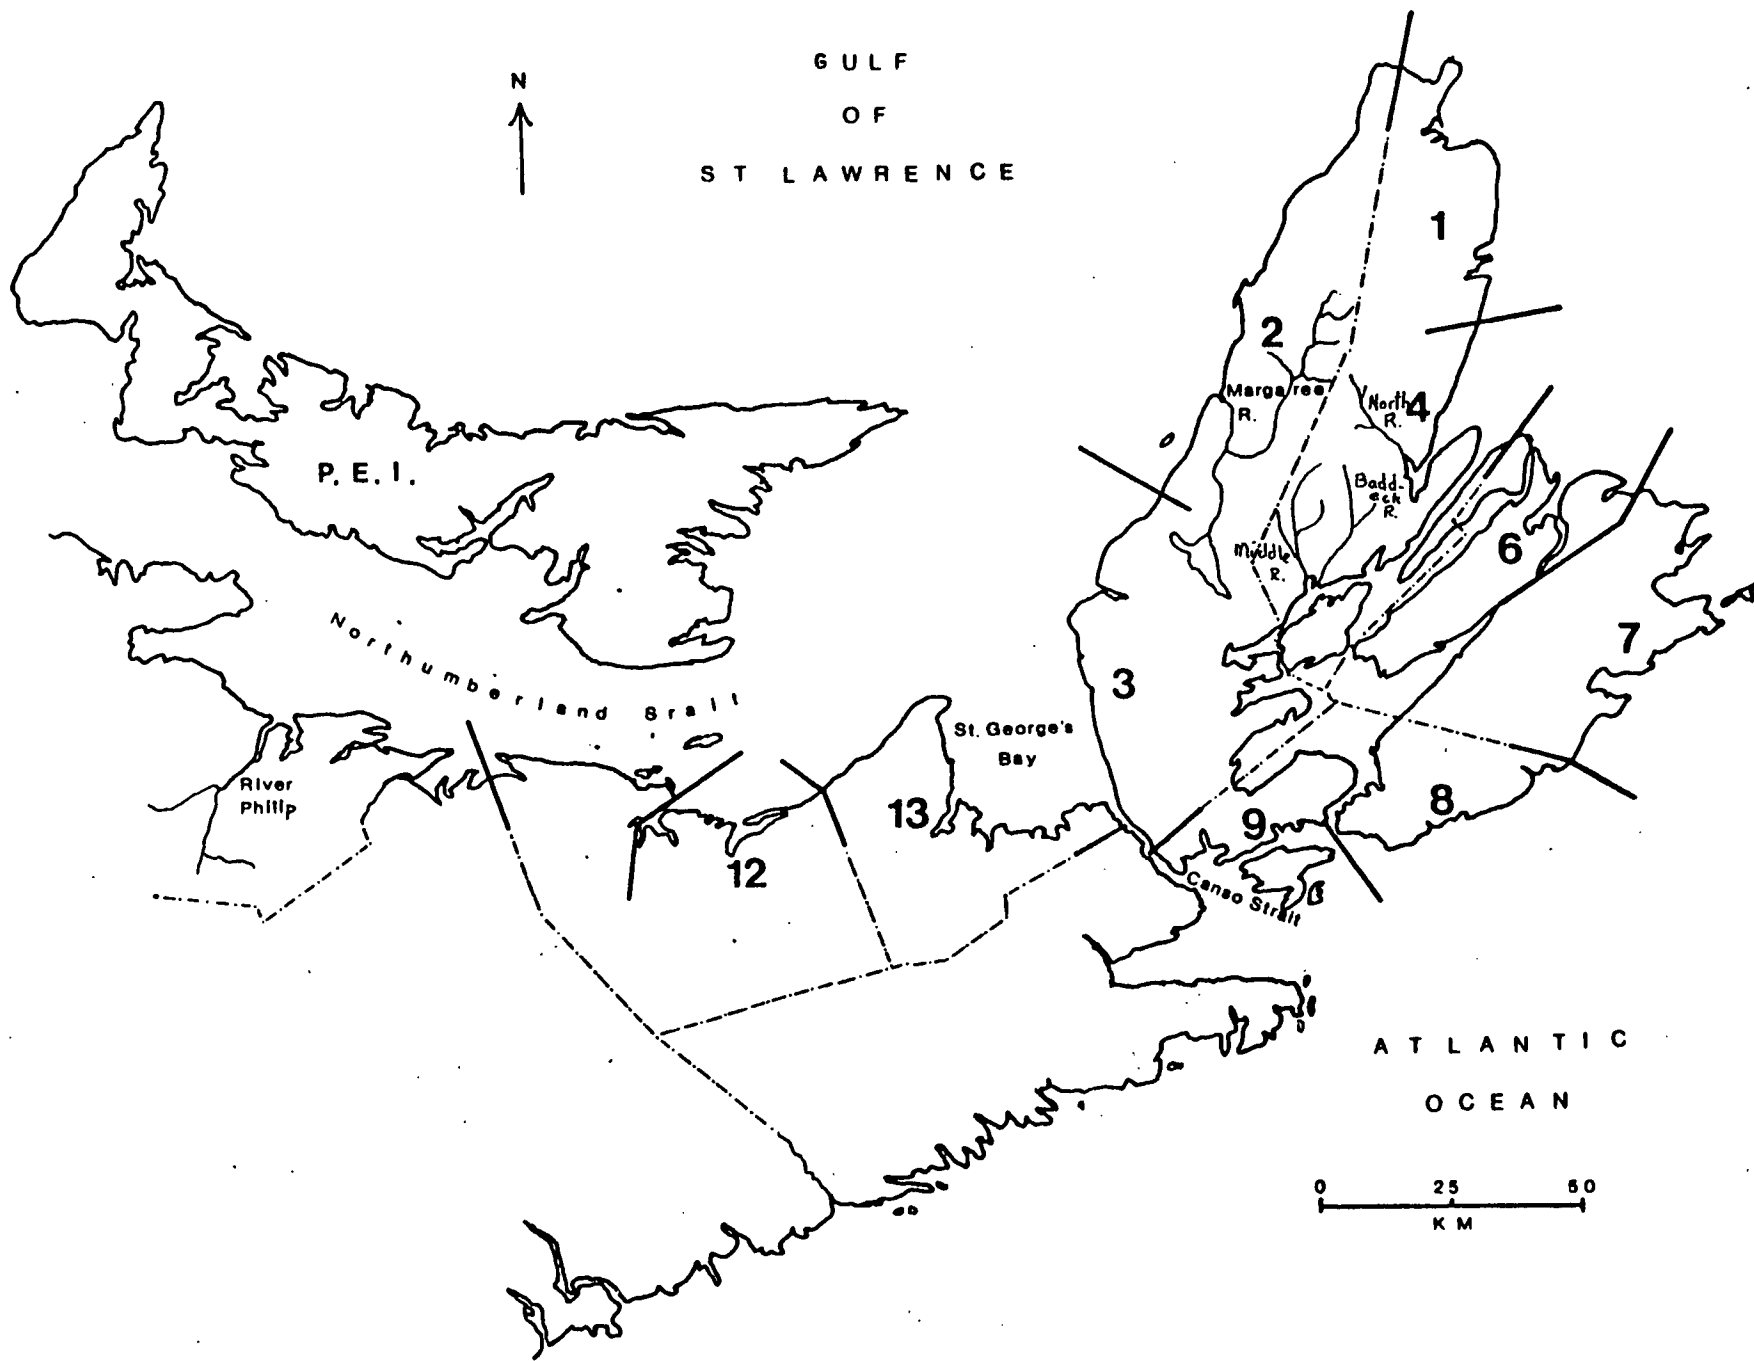 GULF
OF
ST LAWRENCE
N
1
2
Margaree
R.
North
R.
4
P.E.I.
Badd-
eck
R.
Middle
R.
6
7
3
Northumberland Srait
St. George's
Bay
River
Philip
13
12
8
9
Canso Strait
ATLANTIC
OCEAN
0 25 50
KM